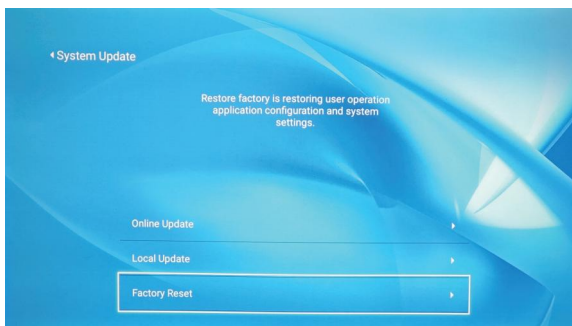 System Update
Restore factory is restoring user operation
application configuration and system
settings.
Online Update
Local Update
Factory Reset